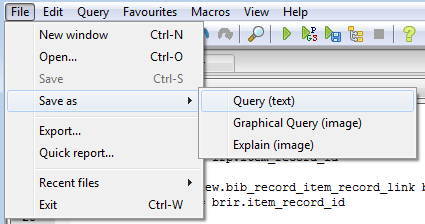 File Edit Query Favourites Macros View Help
New window Ctrl-N
Open... Ctrl-O
Save Ctrl-S
Save as
Query (text)
Graphical Query (image)
Explain (image)
Export...
Quick report...
Recent files
Exit Ctrl-W
item_record_id
ew.bib_record_item_record_link b
= brir.item_record_id